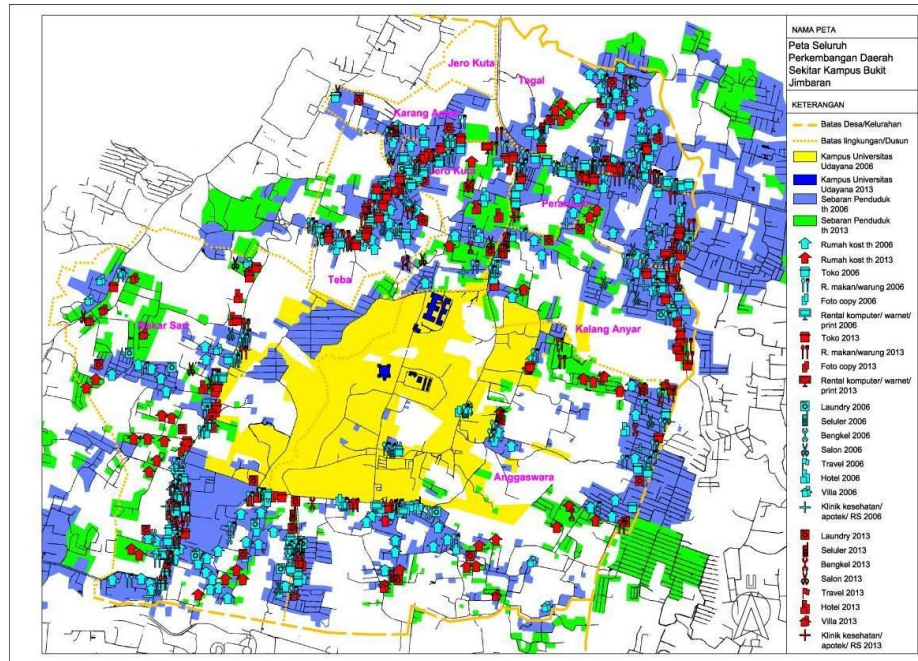 NAMA PETA
Peta Seluruh
Perkembangan Daerah
Sekitar Kampus Bukit
Jimbaran
KETERANGAN
Batas Desa/Kelurahan
Batas lingkungan/Dusun
Kampus Universitas
Udayana 2006
Kampus Universitas
Udayana 2013
Sebaran Penduduk
th 2006
Sebaran Penduduk
th 2013
Rumah kost th 2006
Rumah kost th 2013
Toko 2006
R. makan/warung 2006
Foto copy 2006
Rental komputer/ warnet/
print 2006
Toko 2013
R. makan/warung 2013
Foto copy 2013
Rental komputer/ warnet/
print 2013
Laundry 2006
Seluler 2006
Bengkel 2006
Salon 2006
Travel 2006
Hotel 2006
Villa 2006
Klinik kesehatan/
apotek/ RS 2006
Laundry 2013
Seluler 2013
Bengkel 2013
Salon 2013
Travel 2013
Hotel 2013
Villa 2013
Klinik kesehatan/
apotek/ RS 2013
Jero Kuta
Tegal
Karang
Kuta
Teba
Kalang Anyar
Anggaswara
U